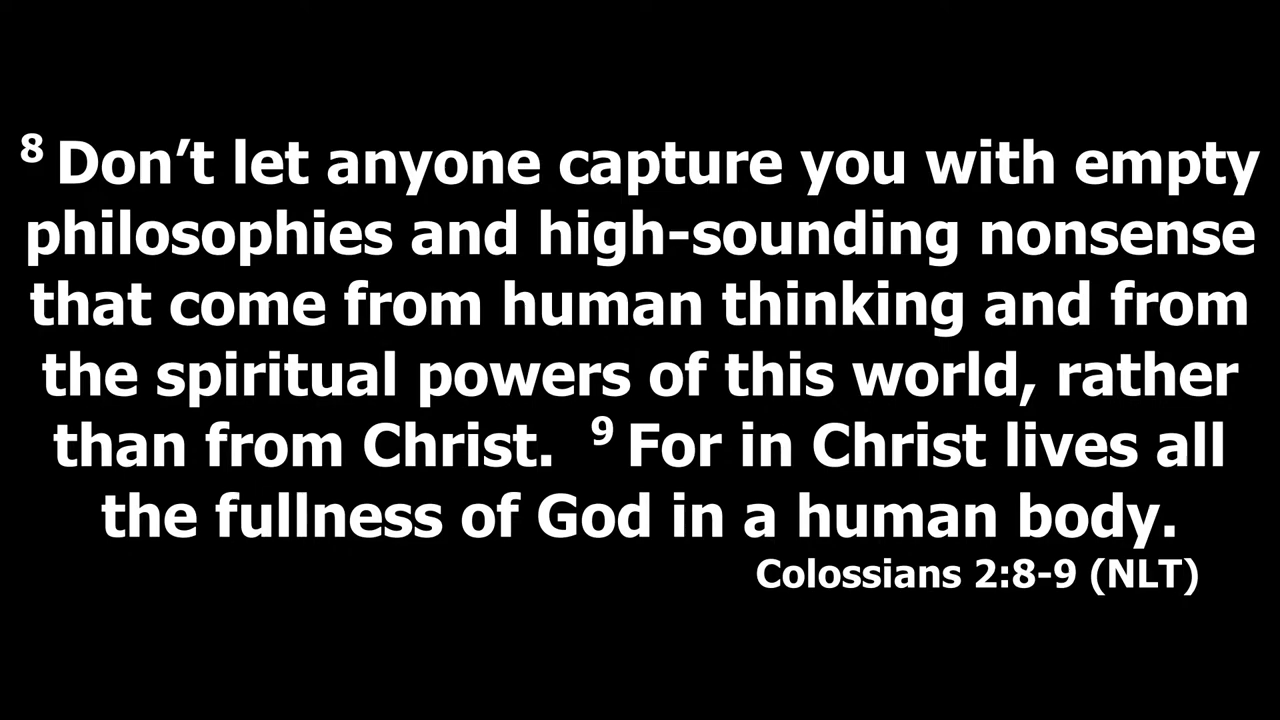 ⁸ Don’t let anyone capture you with empty
philosophies and high-sounding nonsense
that come from human thinking and from
the spiritual powers of this world, rather
than from Christ. ⁹ For in Christ lives all
the fullness of God in a human body.
Colossians 2:8-9 (NLT)